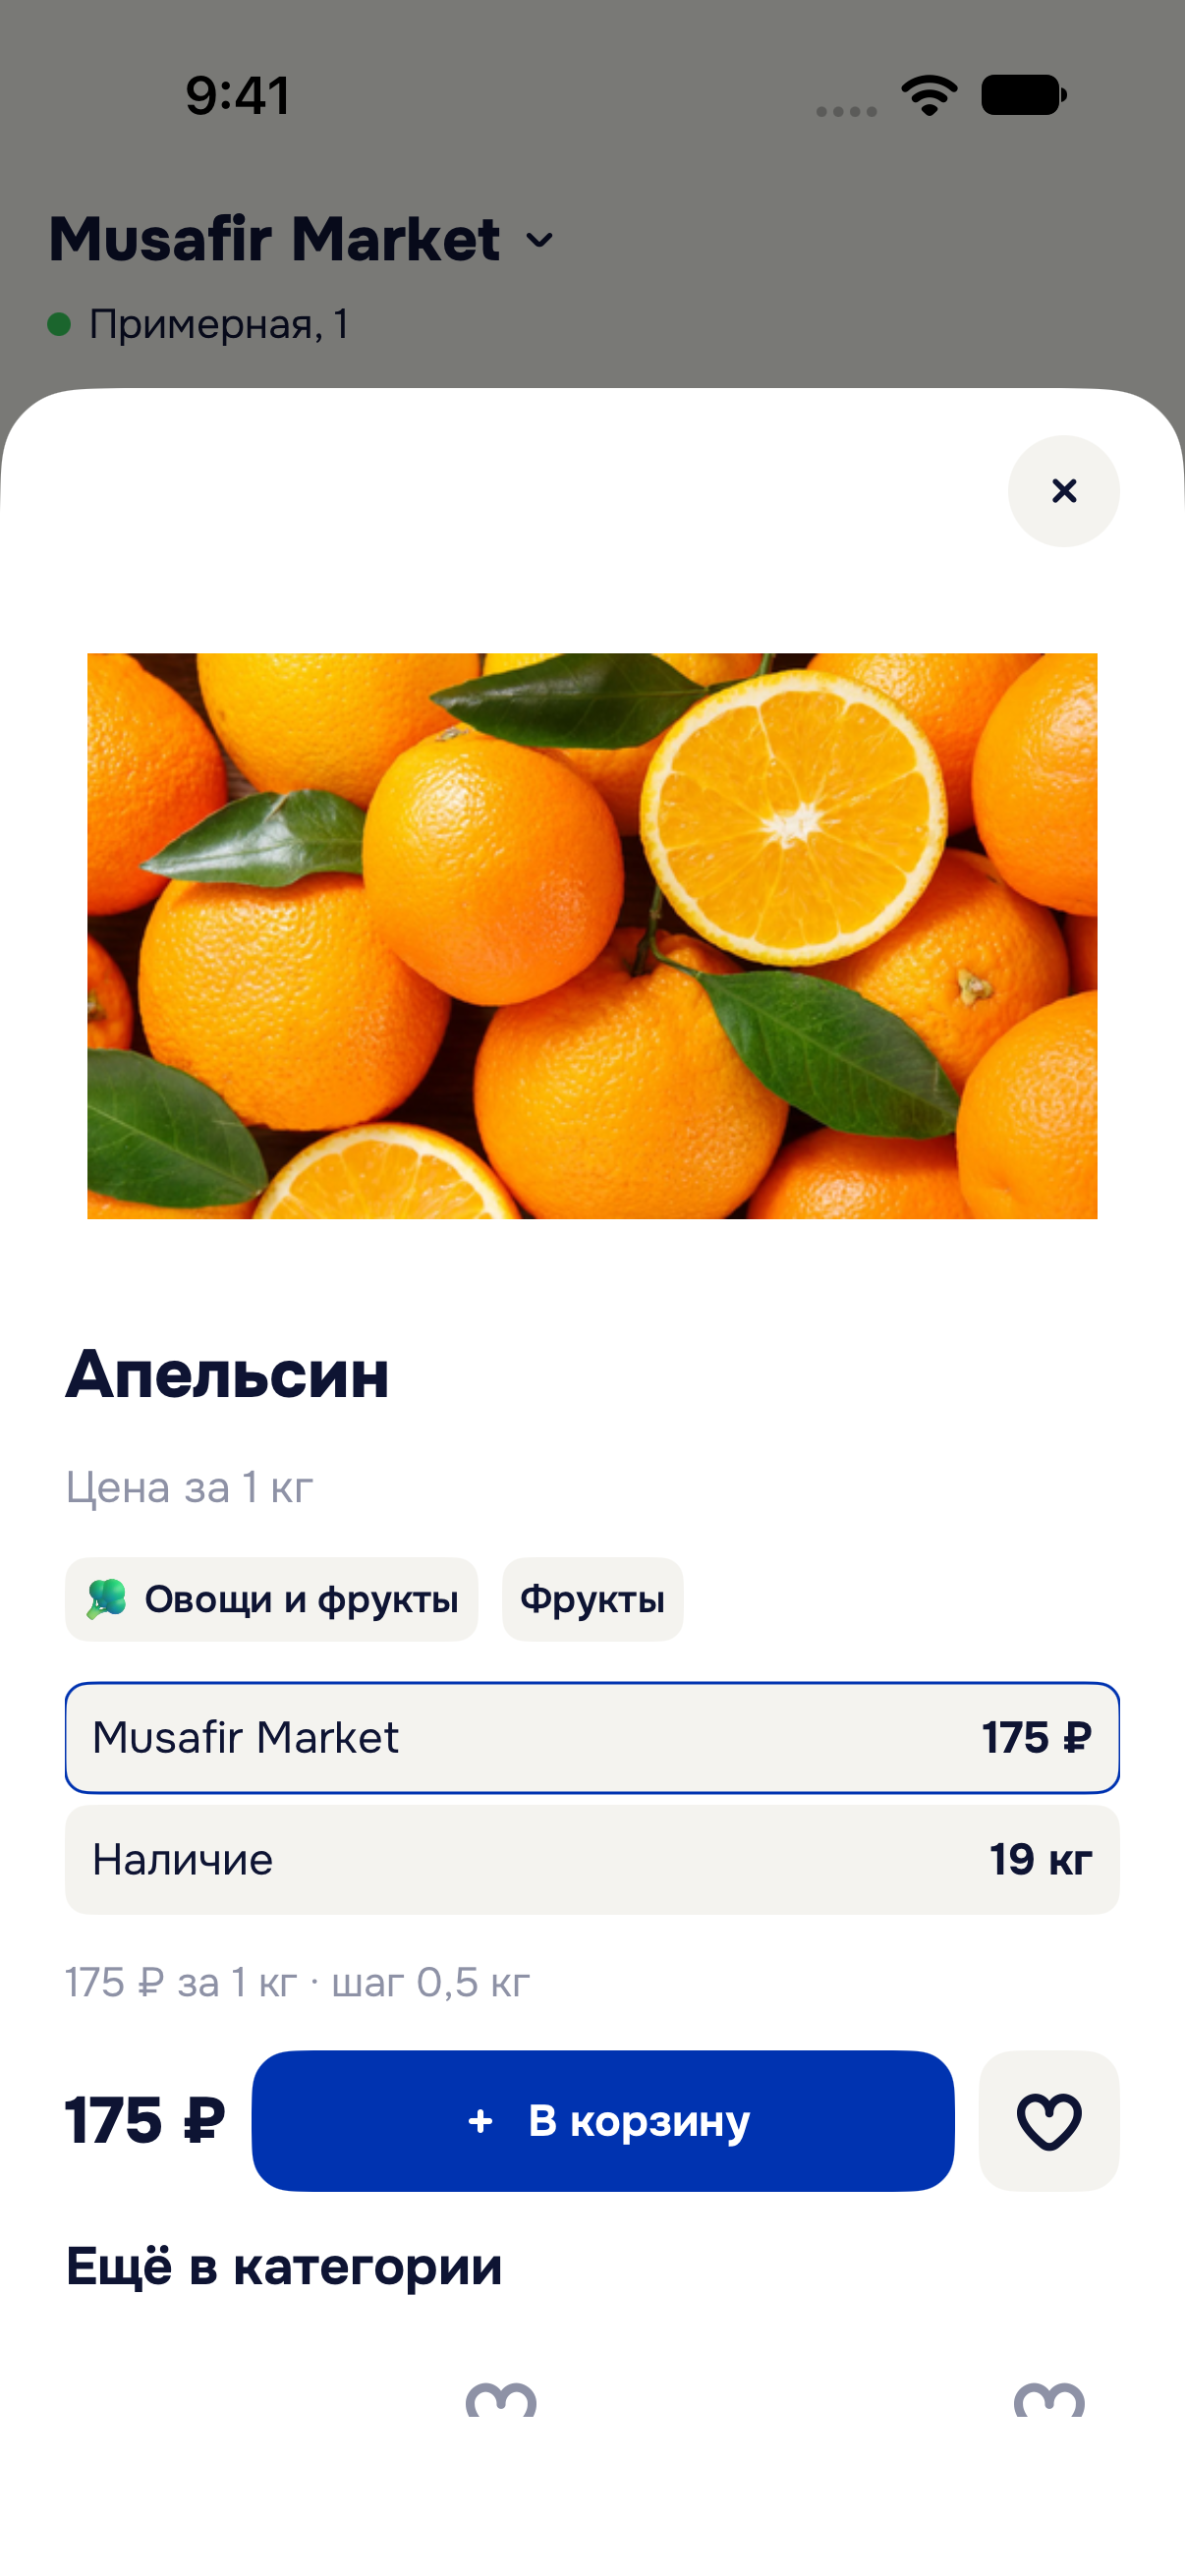 9:41
Musafir Market
Примерная, 1
Апельсин
Цена за 1 кг
Овощи и фрукты Фрукты
Musafir Market 175 ₽
Наличие 19 кг
175 ₽ за 1 кг · шаг 0,5 кг
175 ₽ + В корзину
Ещё в категории